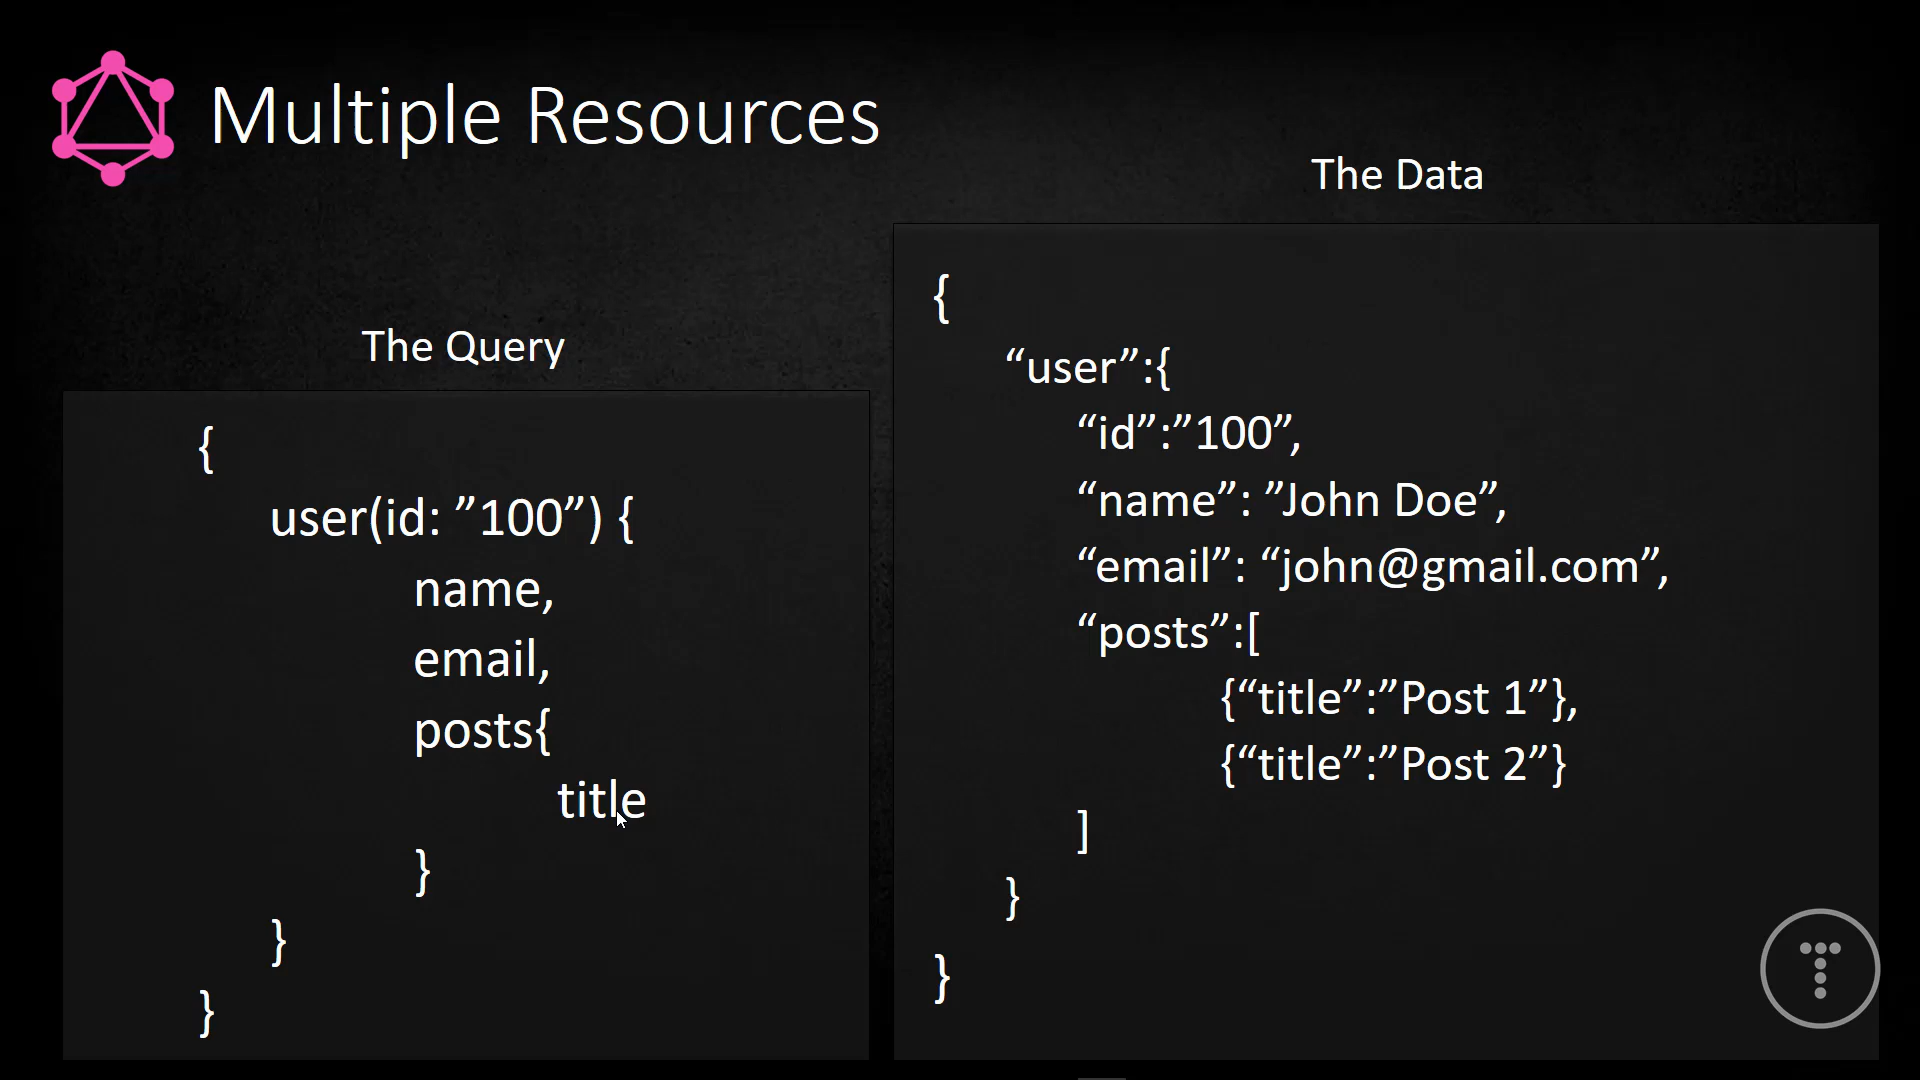 Multiple Resources
The Query
{
user(id: ”100”) {
name,
email,
posts{
title
}
}
}
The Data
{
“user”:{
“id”:”100”,
“name”: ”John Doe”,
“email”: “john@gmail.com”,
“posts”:[
{“title”:”Post 1”},
{“title”:”Post 2”}
]
}
}
T